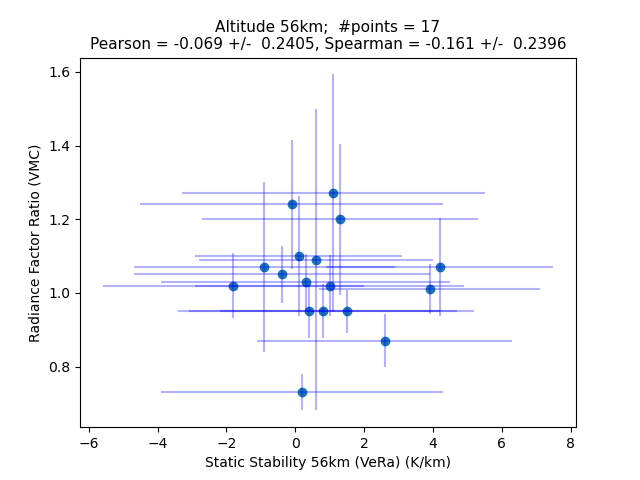 Altitude 56km;  #points = 17
Pearson = -0.069 +/-  0.2405, Spearman = -0.161 +/-  0.2396
Radiance Factor Ratio (VMC)
1.6
1.4
1.2
1.0
0.8
−6 −4 −2 0 2 4 6 8
Static Stability 56km (VeRa) (K/km)